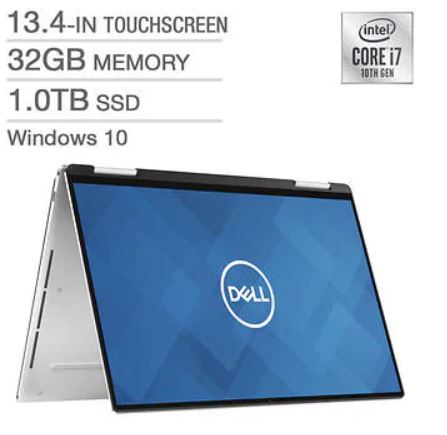 13.4-IN TOUCHSCREEN
32GB MEMORY
1.0TB SSD
Windows 10
intel
CORE i7
10TH GEN
DELL